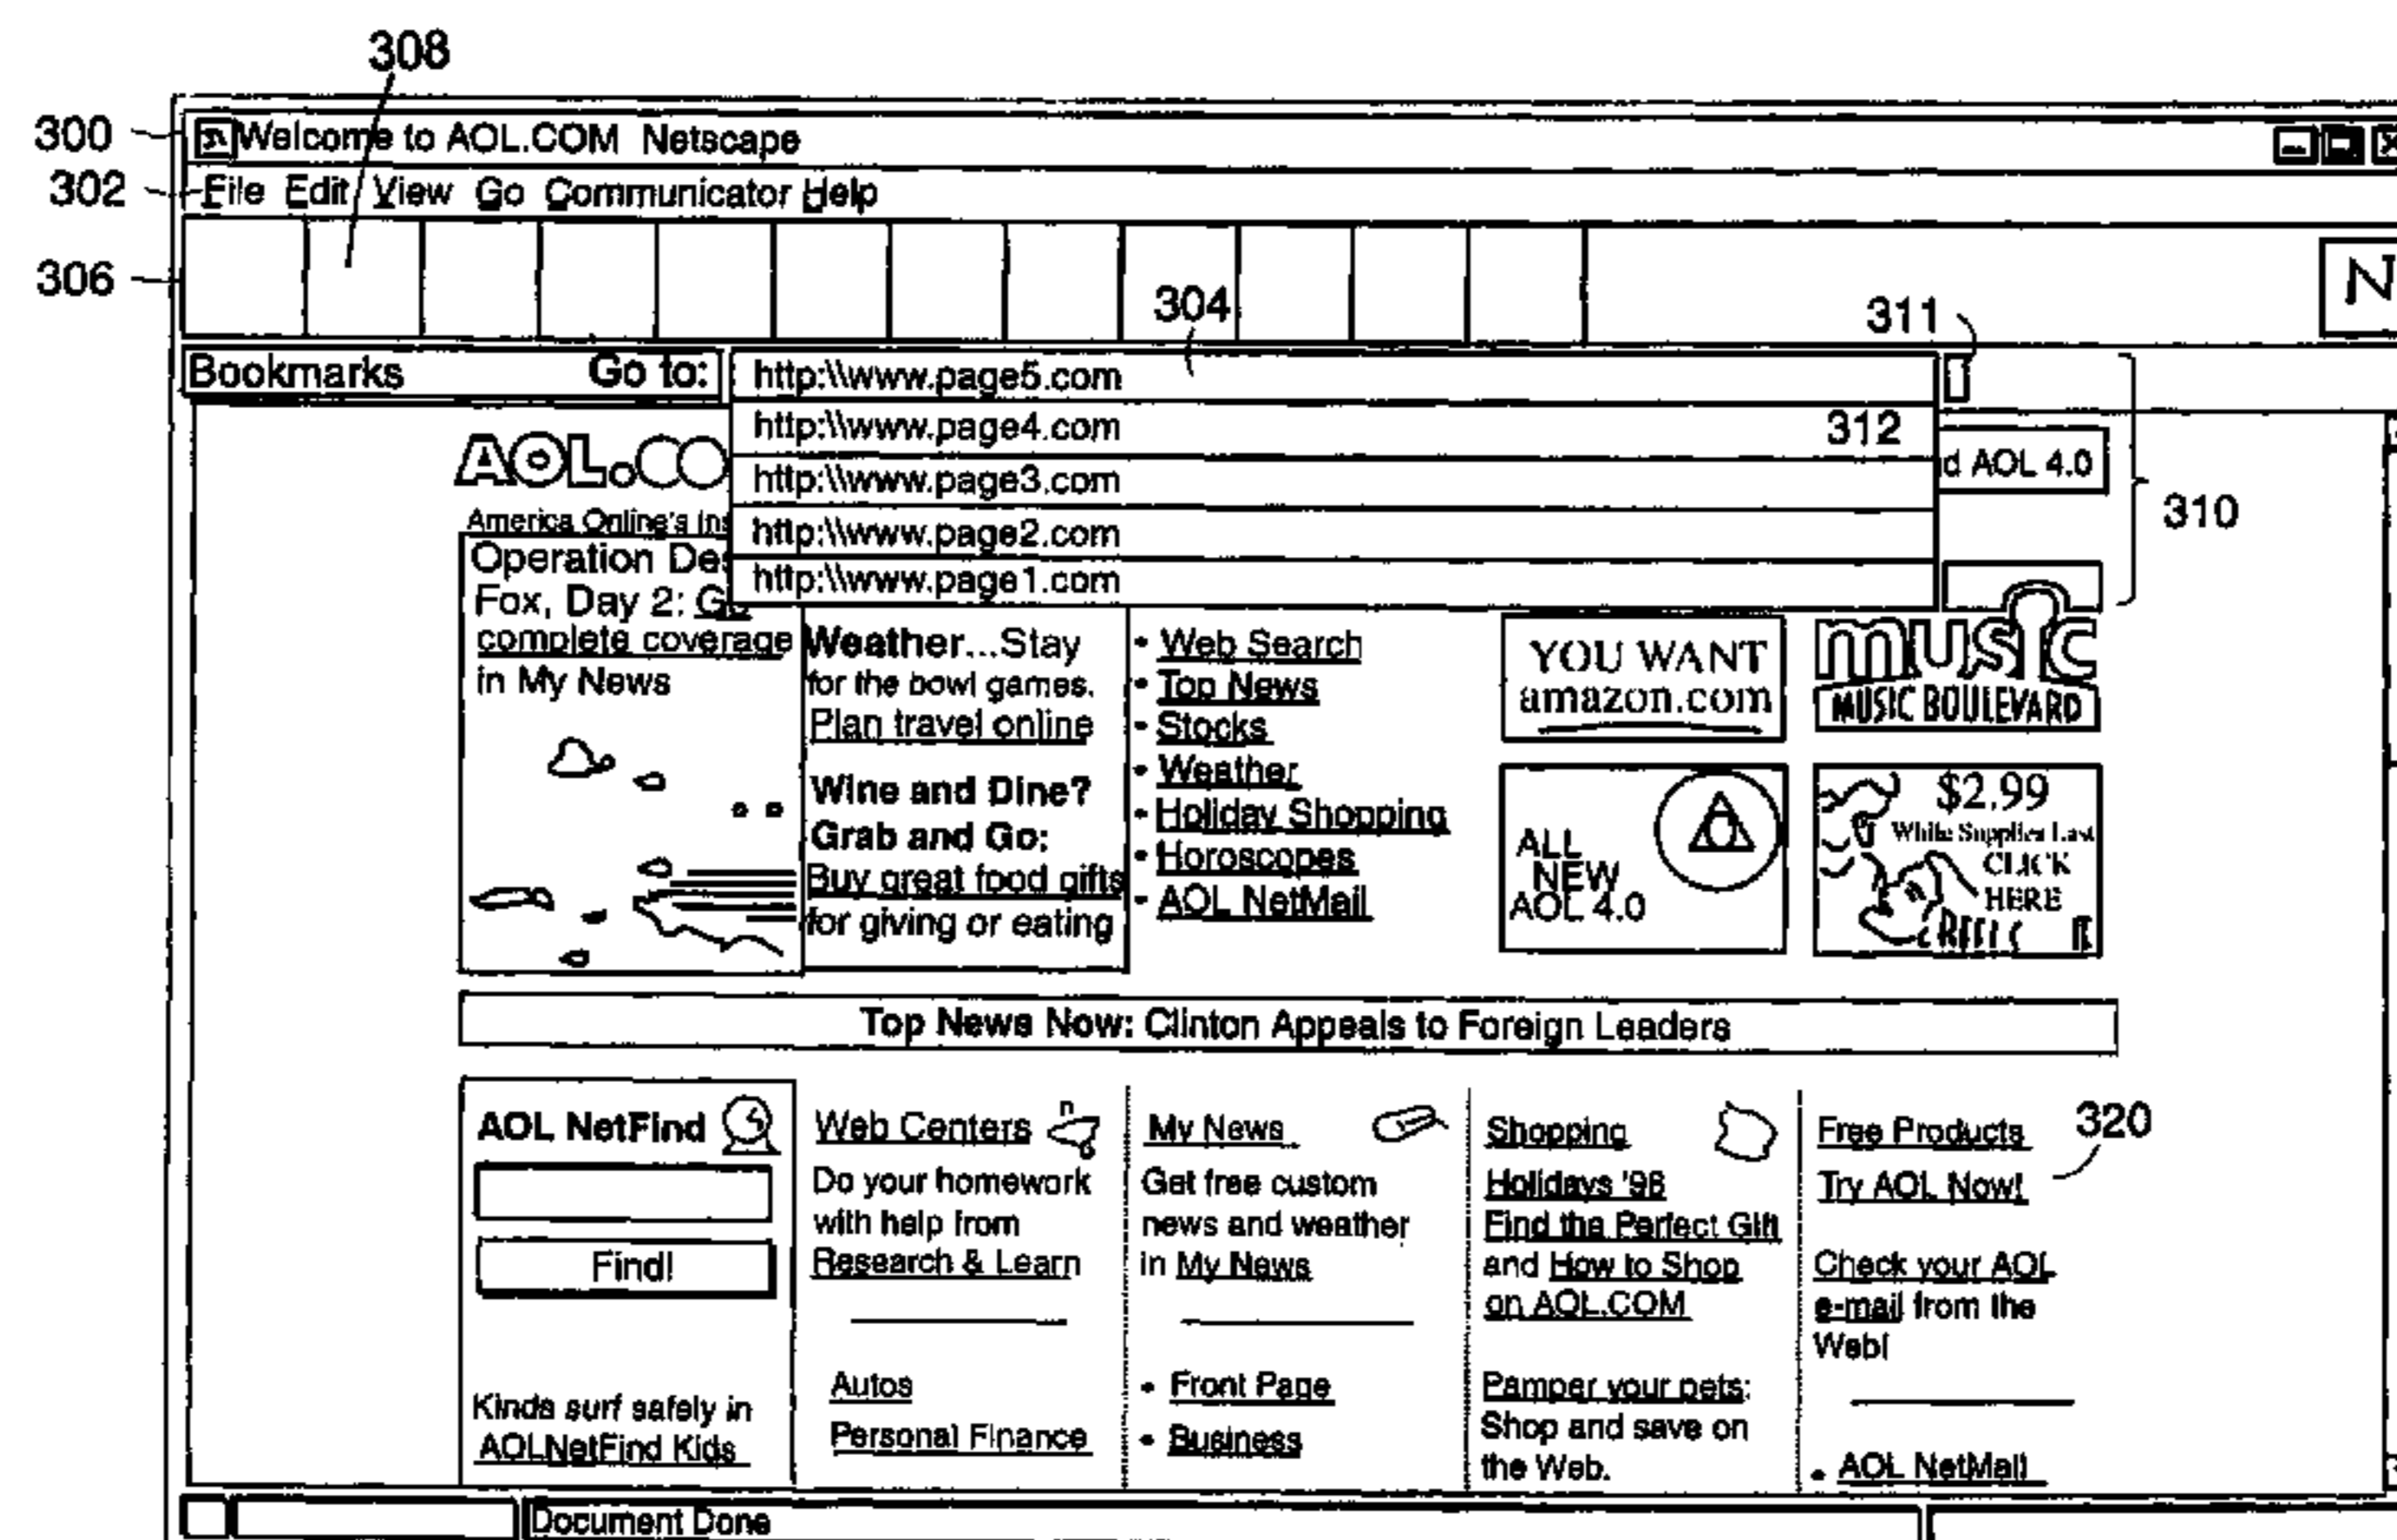 308
300 Welcome to AOL.COM Netscape
302 File Edit View Go Communicator Help
306
N
304
311
Bookmarks Go to: http:\\www.page5.com
http:\\www.page4.com 312
http:\\www.page3.com
http:\\www.page2.com
http:\\www.page1.com
d AOL 4.0
310
AOL.CO
America Online's Ins
Operation Des
Fox, Day 2: Go
complete coverage
in My News
Weather...Stay
for the bowl games.
Plan travel online
Wine and Dine?
Grab and Go:
Buy great food gifts
for giving or eating
• Web Search
• Top News
• Stocks
• Weather
• Holiday Shopping
• Horoscopes
• AOL NetMail
YOU WANT
amazon.com
music
MUSIC BOULEVARD
ALL
NEW
AOL 4.0
$2.99
While Supplies Last
CLICK
HERE
Top News Now: Clinton Appeals to Foreign Leaders
AOL NetFind
Find!
Kinds surf safely in
AOLNetFind Kids
Web Centers
Do your homework
with help from
Research & Learn
Autos
Personal Finance
My News
Get free custom
news and weather
in My News
• Front Page
• Business
Shopping
Holidays '98
Find the Perfect Gift
and How to Shop
on AOL.COM
Pamper your pets:
Shop and save on
the Web.
Free Products
320
Try AOL Now!
Check your AOL
e-mail from the
Web!
• AOL NetMail
Document Done